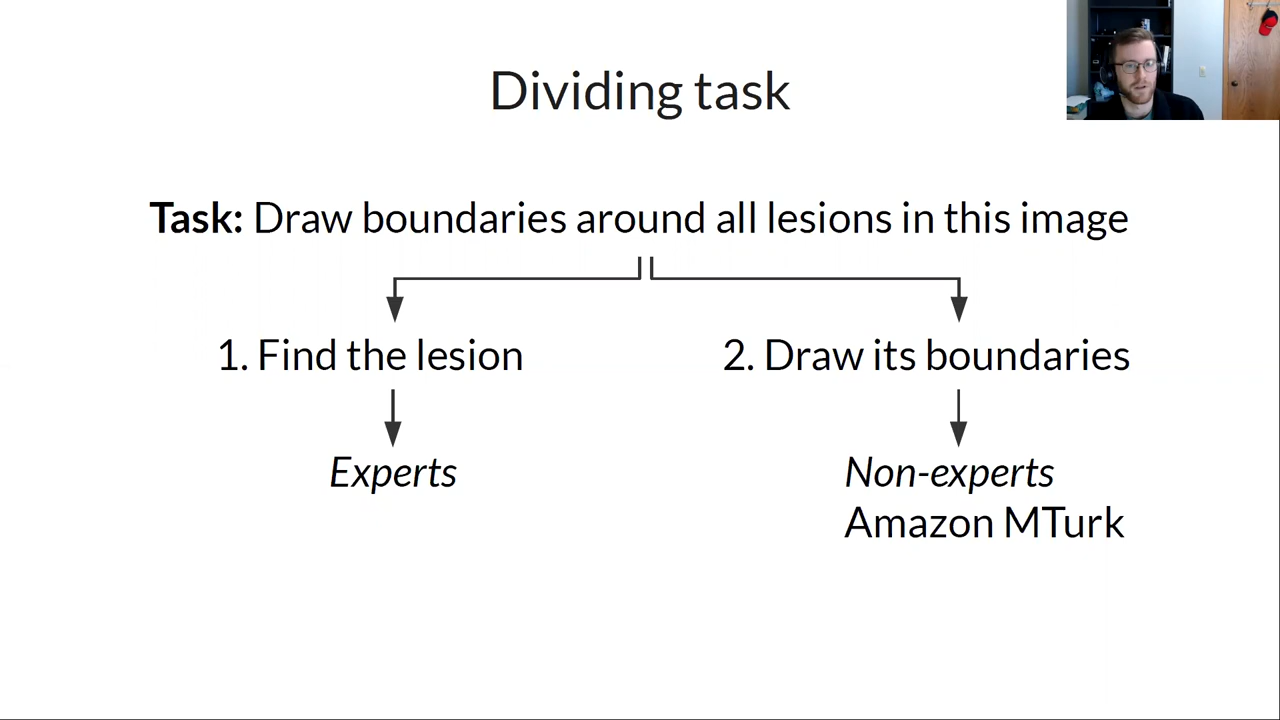 Dividing task
Task: Draw boundaries around all lesions in this image
1. Find the lesion
2. Draw its boundaries
Experts
Non-experts
Amazon MTurk